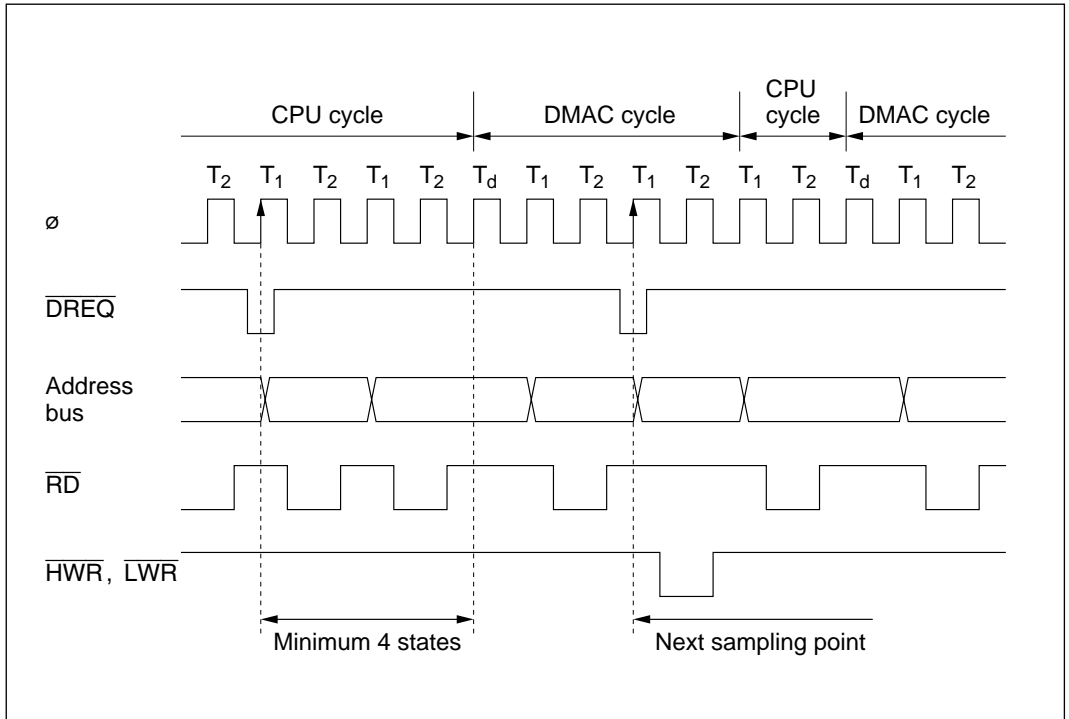 CPU cycle DMAC cycle CPU cycle DMAC cycle
T2 T1 T2 T1 T2 Td T1 T2 T1 T2 T1 T2 Td T1 T2
ø
DREQ
Address
bus
RD
HWR, LWR
Minimum 4 states Next sampling point